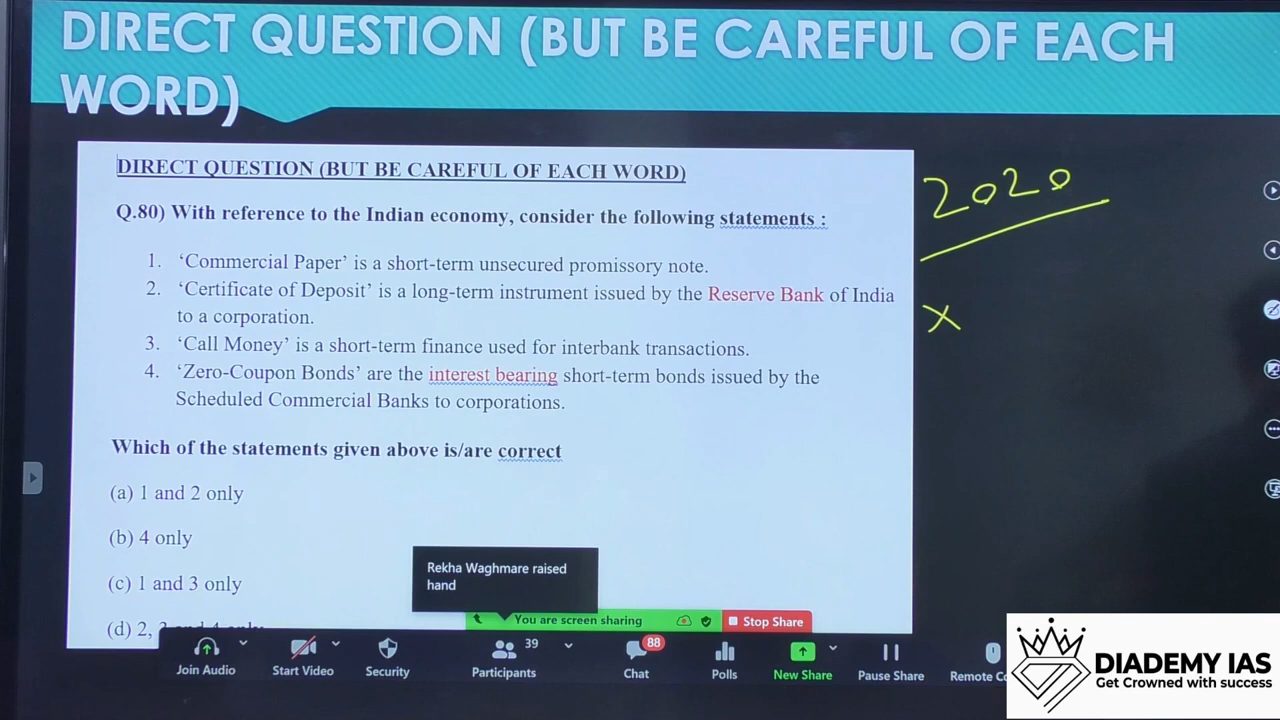 DIRECT QUESTION (BUT BE CAREFUL OF EACH
WORD)
DIRECT QUESTION (BUT BE CAREFUL OF EACH WORD)
2020
Q.80) With reference to the Indian economy, consider the following statements :
1. ‘Commercial Paper’ is a short-term unsecured promissory note.
2. ‘Certificate of Deposit’ is a long-term instrument issued by the Reserve Bank of India
to a corporation.
x
3. ‘Call Money’ is a short-term finance used for interbank transactions.
4. ‘Zero-Coupon Bonds’ are the interest bearing short-term bonds issued by the
Scheduled Commercial Banks to corporations.
Which of the statements given above is/are correct
(a) 1 and 2 only
(b) 4 only
(c) 1 and 3 only
(d) 2,
Rekha Waghmare raised
hand
You are screen sharing
Stop Share
39
88
Join Audio
Start Video
Security
Participants
Chat
Polls
New Share
Pause Share
Remote
DIADEMY IAS
Get Crowned with success